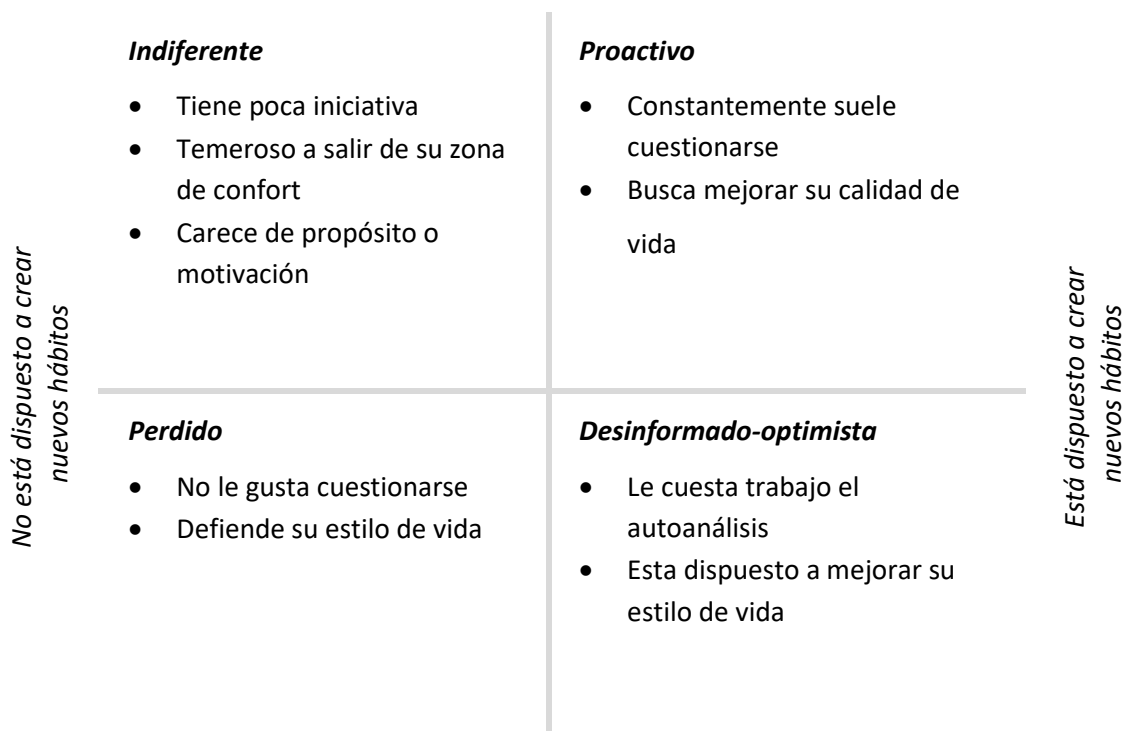 Indiferente
• Tiene poca iniciativa
• Temeroso a salir de su zona
de confort
• Carece de propósito o
motivación
Proactivo
• Constantemente suele
cuestionarse
• Busca mejorar su calidad de
vida
No está dispuesto a crear
nuevos hábitos
Está dispuesto a crear
nuevos hábitos
Perdido
• No le gusta cuestionarse
• Defiende su estilo de vida
Desinformado-optimista
• Le cuesta trabajo el
autoanálisis
• Esta dispuesto a mejorar su
estilo de vida